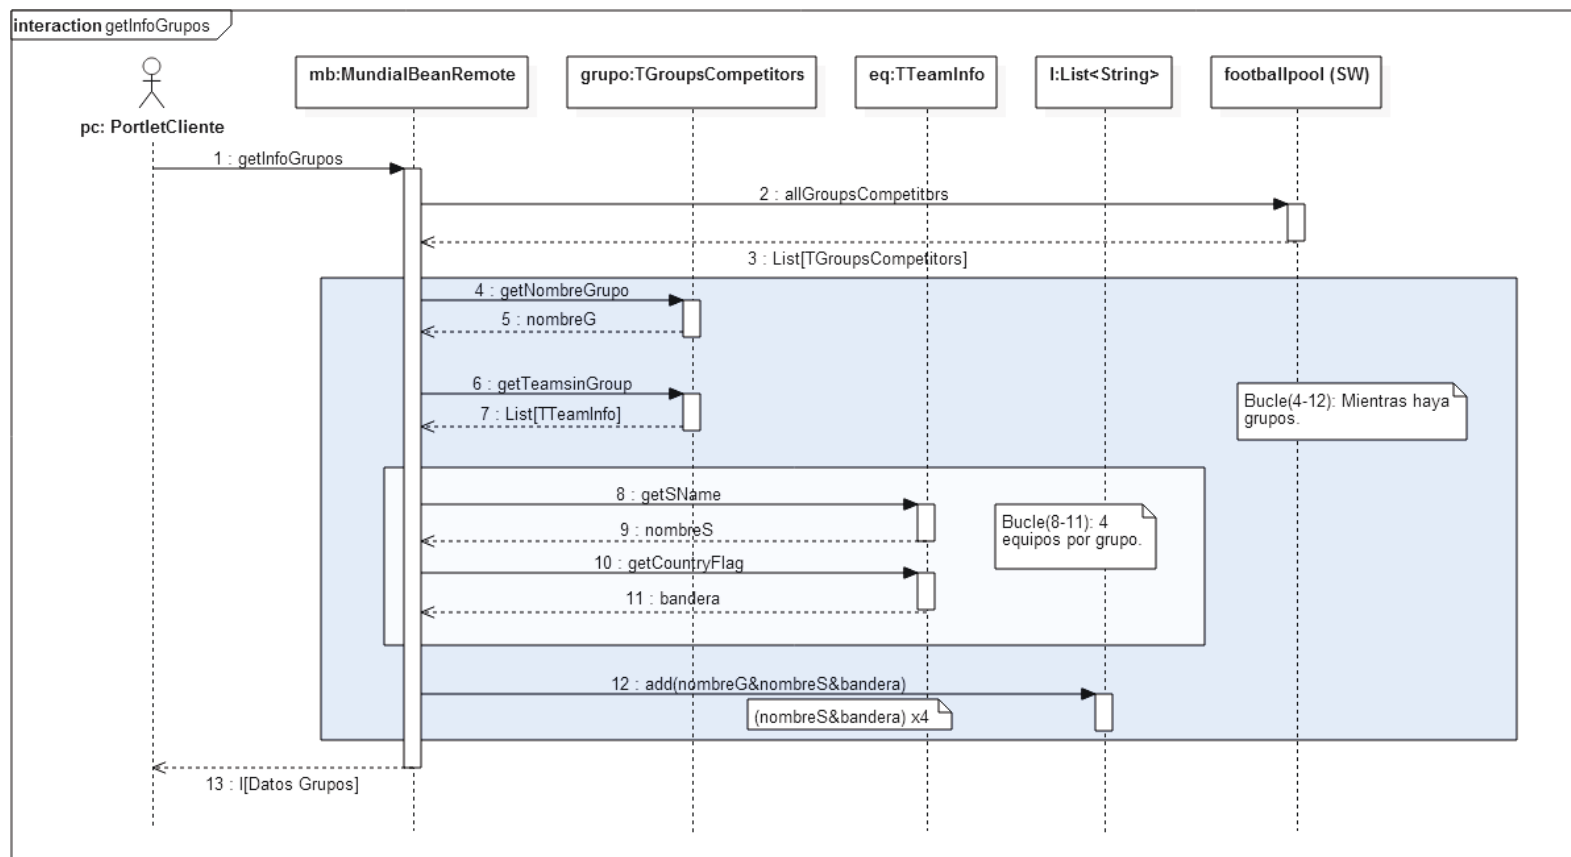 interaction getInfoGrupos
mb:MundialBeanRemote
grupo:TGroupsCompetitors
eq:TTeamInfo
l:List<String>
footballpool (SW)
pc: PortletCliente
1 : getInfoGrupos
2 : allGroupsCompetitors
3 : List[TGroupsCompetitors]
4 : getNombreGrupo
5 : nombreG
6 : getTeamsinGroup
7 : List[TTeamInfo]
Bucle(4-12): Mientras haya
grupos.
8 : getSName
9 : nombreS
Bucle(8-11): 4
equipos por grupo.
10 : getCountryFlag
11 : bandera
12 : add(nombreG&nombreS&bandera)
(nombreS&bandera) x4
13 : l[Datos Grupos]